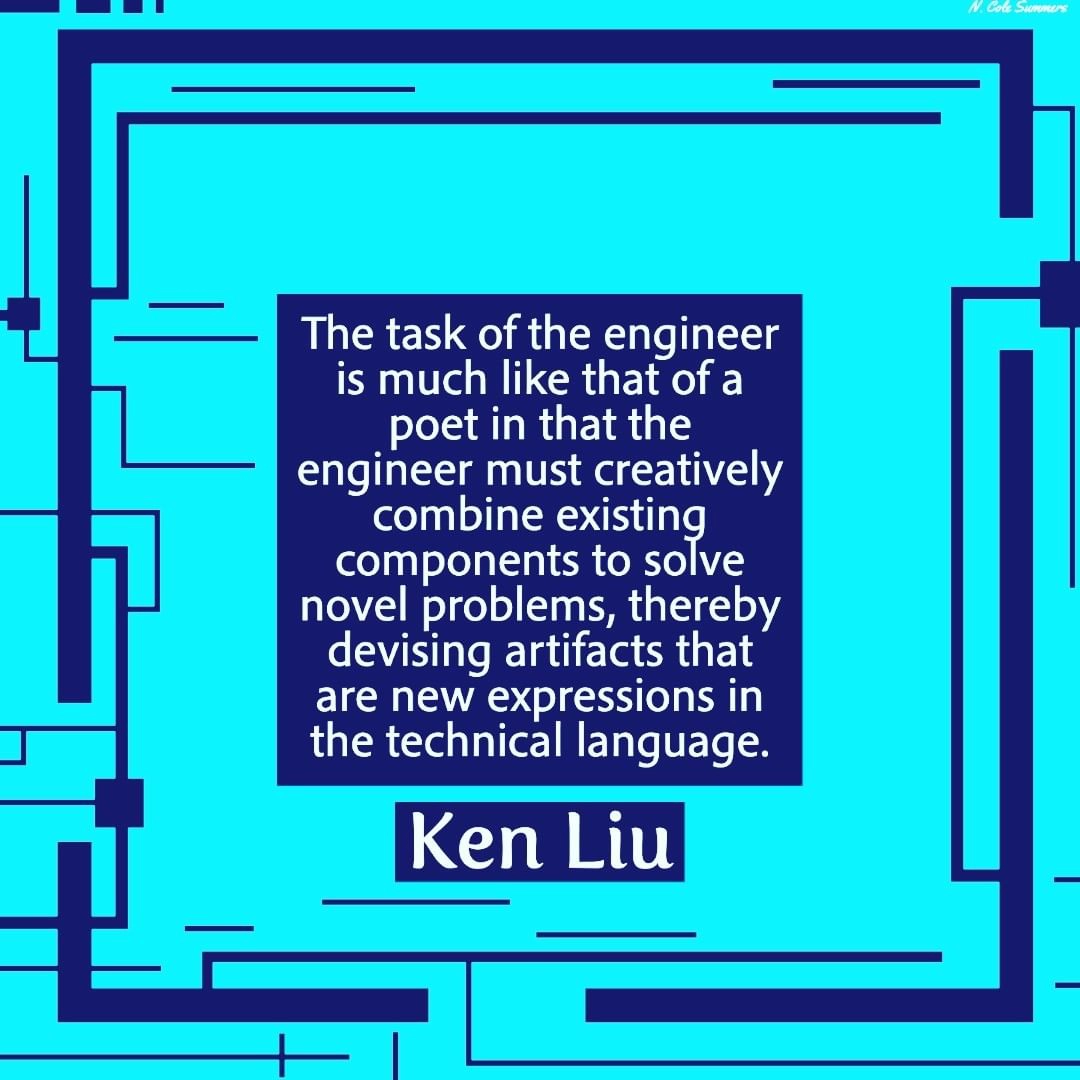 N. Cole Summers
The task of the engineer
is much like that of a
poet in that the
engineer must creatively
combine existing
components to solve
novel problems, thereby
devising artifacts that
are new expressions in
the technical language.
Ken Liu